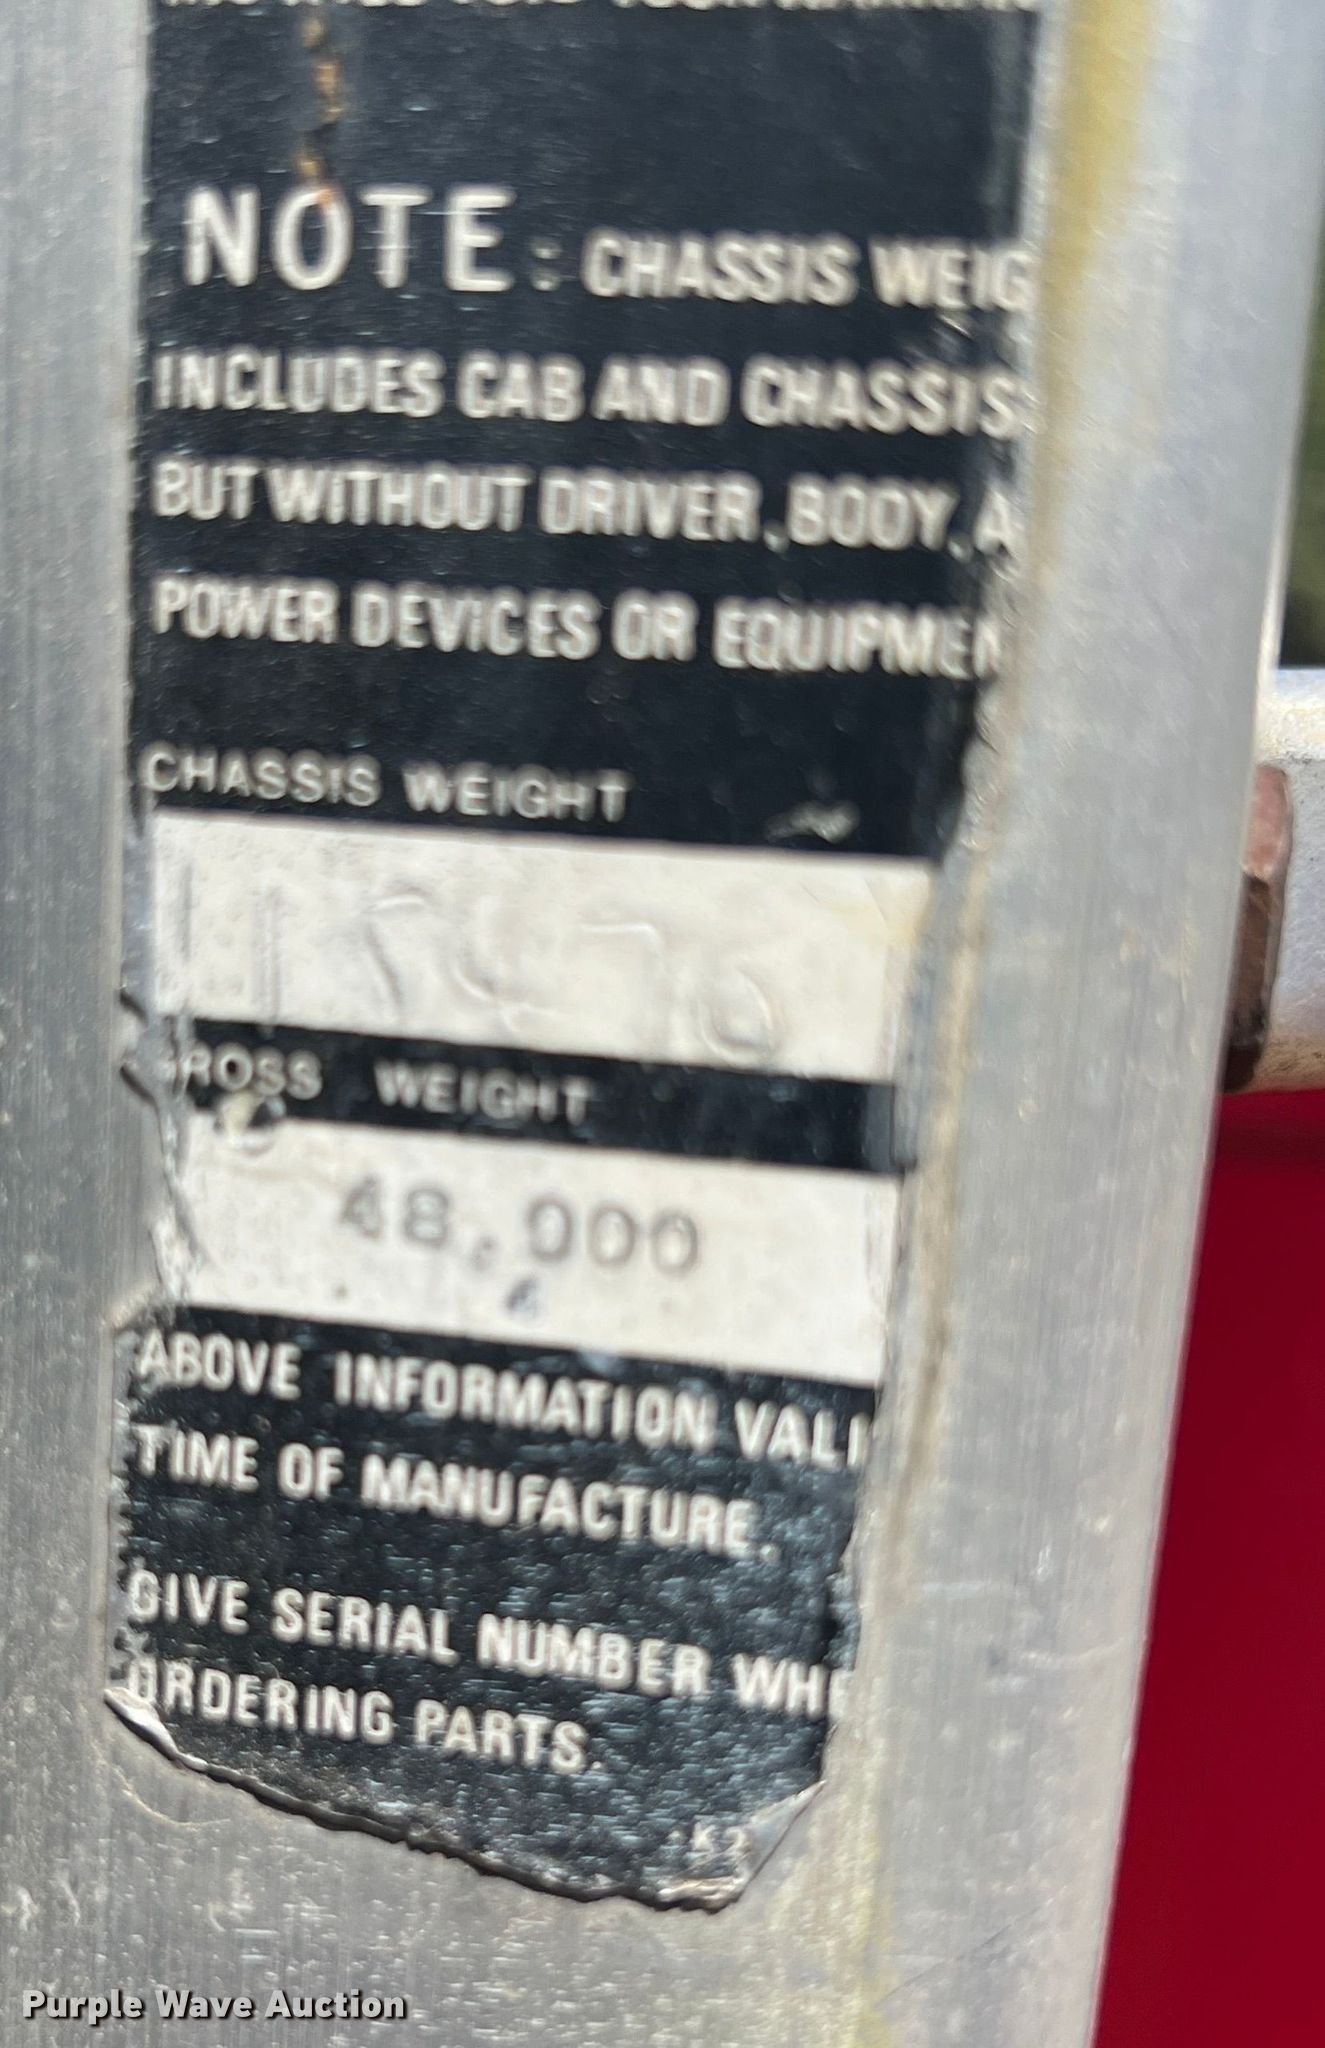 NOTE: CHASSIS WEIG
INCLUDES CAB AND CHASSIS
BUT WITHOUT DRIVER, BODY, A
POWER DEVICES OR EQUIPMEN
CHASSIS WEIGHT
ROSS WEIGHT
48,000
ABOVE INFORMATION VALI
TIME OF MANUFACTURE.
GIVE SERIAL NUMBER WHE
ORDERING PARTS.
Purple Wave Auction